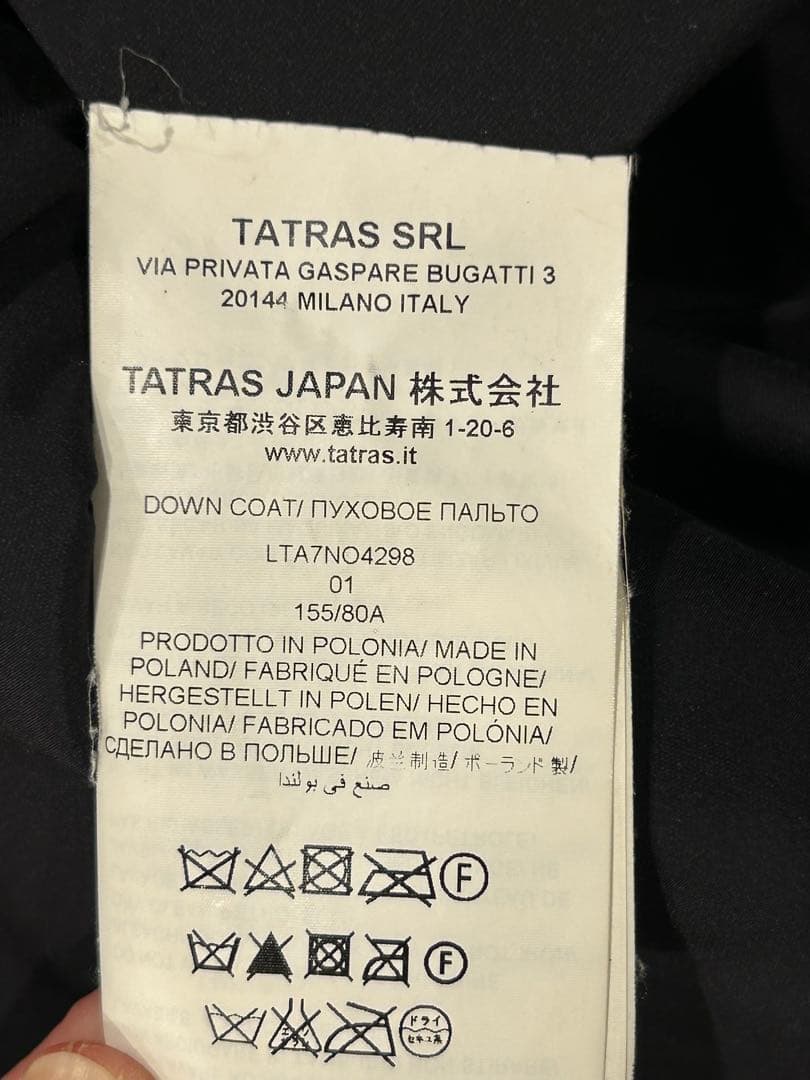 TATRAS SRL
VIA PRIVATA GASPARE BUGATTI 3
20144 MILANO ITALY
TATRAS JAPAN 株式会社
東京都渋谷区恵比寿南 1-20-6
www.tatras.it
DOWN COAT/ ПУХОВОЕ ПАЛЬТО
LTA7NO4298
01
155/80A
PRODOTTO IN POLONIA/ MADE IN
POLAND/ FABRIQUÉ EN POLOGNE/
HERGESTELLT IN POLEN/ HECHO EN
POLONIA/ FABRICADO EM POLÓNIA/
СДЕЛАНО В ПОЛЬШЕ/ 波兰制造/ ポーランド 製/
صنع في بولندا
F
F
ドライ
セキユ系